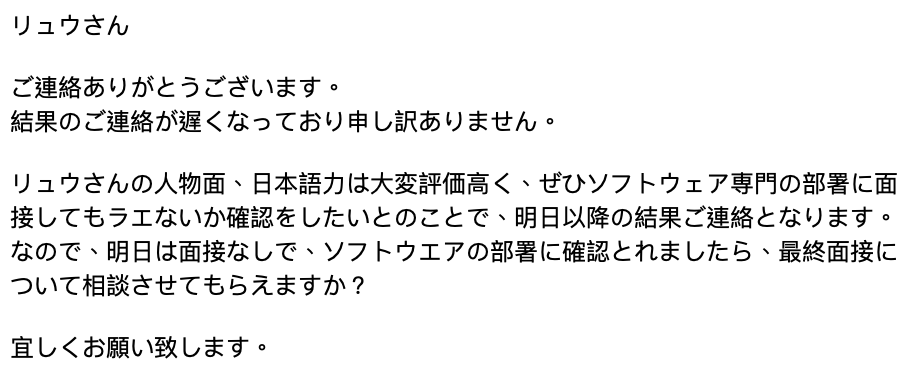 リュウさん
ご連絡ありがとうございます。
結果のご連絡が遅くなっており申し訳ありません。
リュウさんの人物面、日本語力は大変評価高く、ぜひソフトウェア専門の部署に面
接してもラエないか確認をしたいとのことで、明日以降の結果ご連絡となります。
なので、明日は面接なしで、ソフトウエアの部署に確認とれましたら、最終面接に
ついて相談させてもらえますか？
宜しくお願い致します。